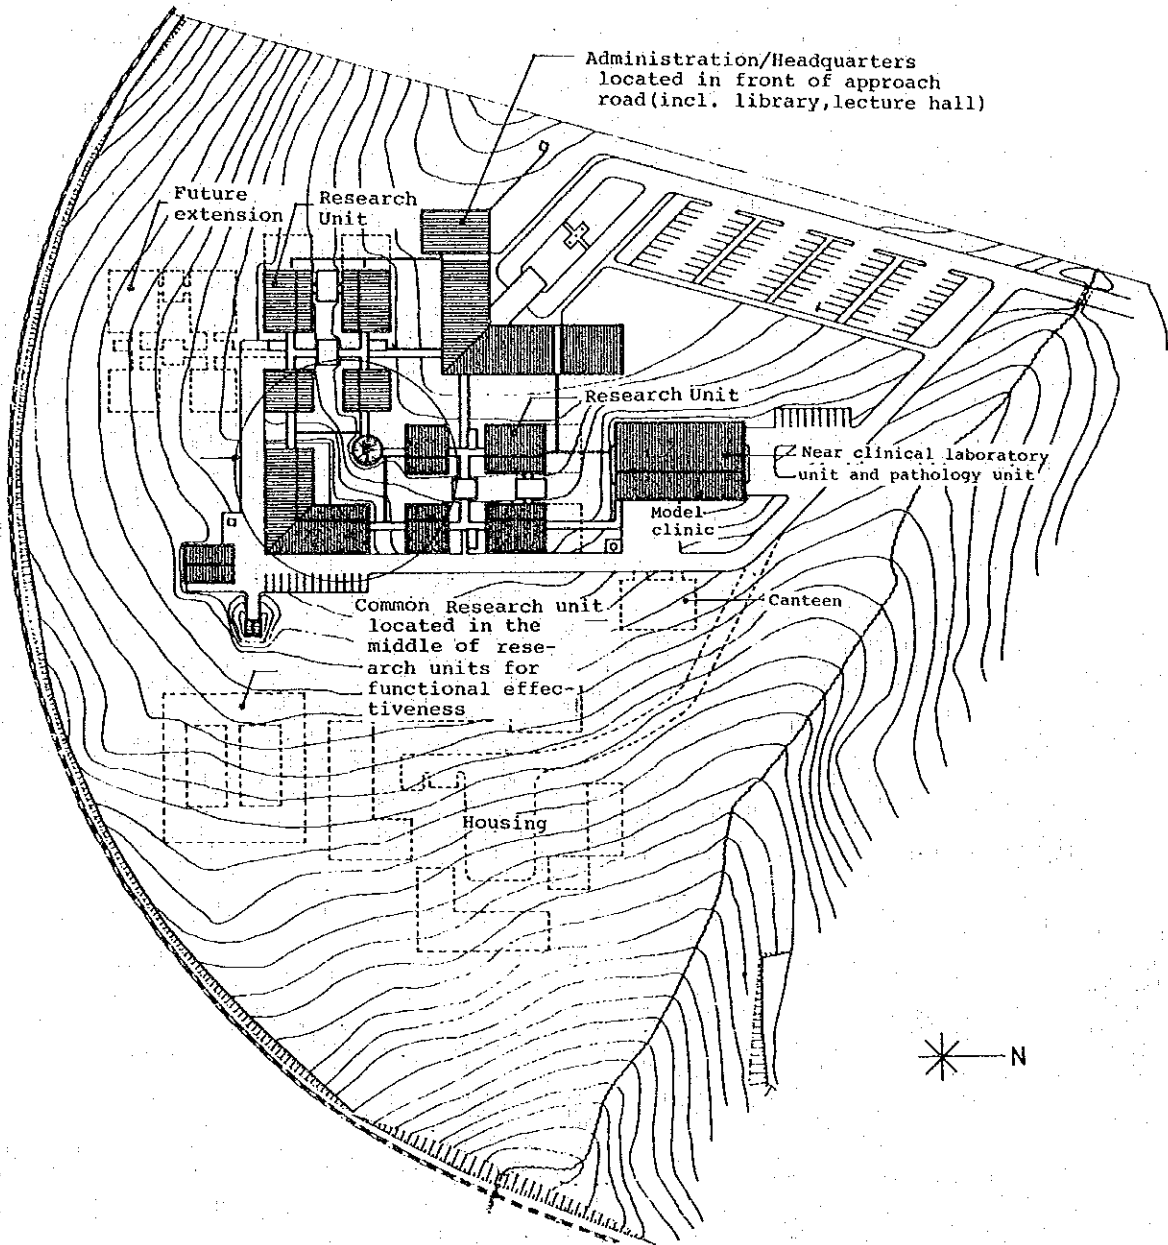 Administration/Headquarters
located in front of approach
road(incl. library,lecture hall)
Future
extension
Research
Unit
Research Unit
Near clinical laboratory
unit and pathology unit
Model
clinic
Canteen
Common Research unit
located in the
middle of rese-
arch units for
functional effec-
tiveness
Housing
N